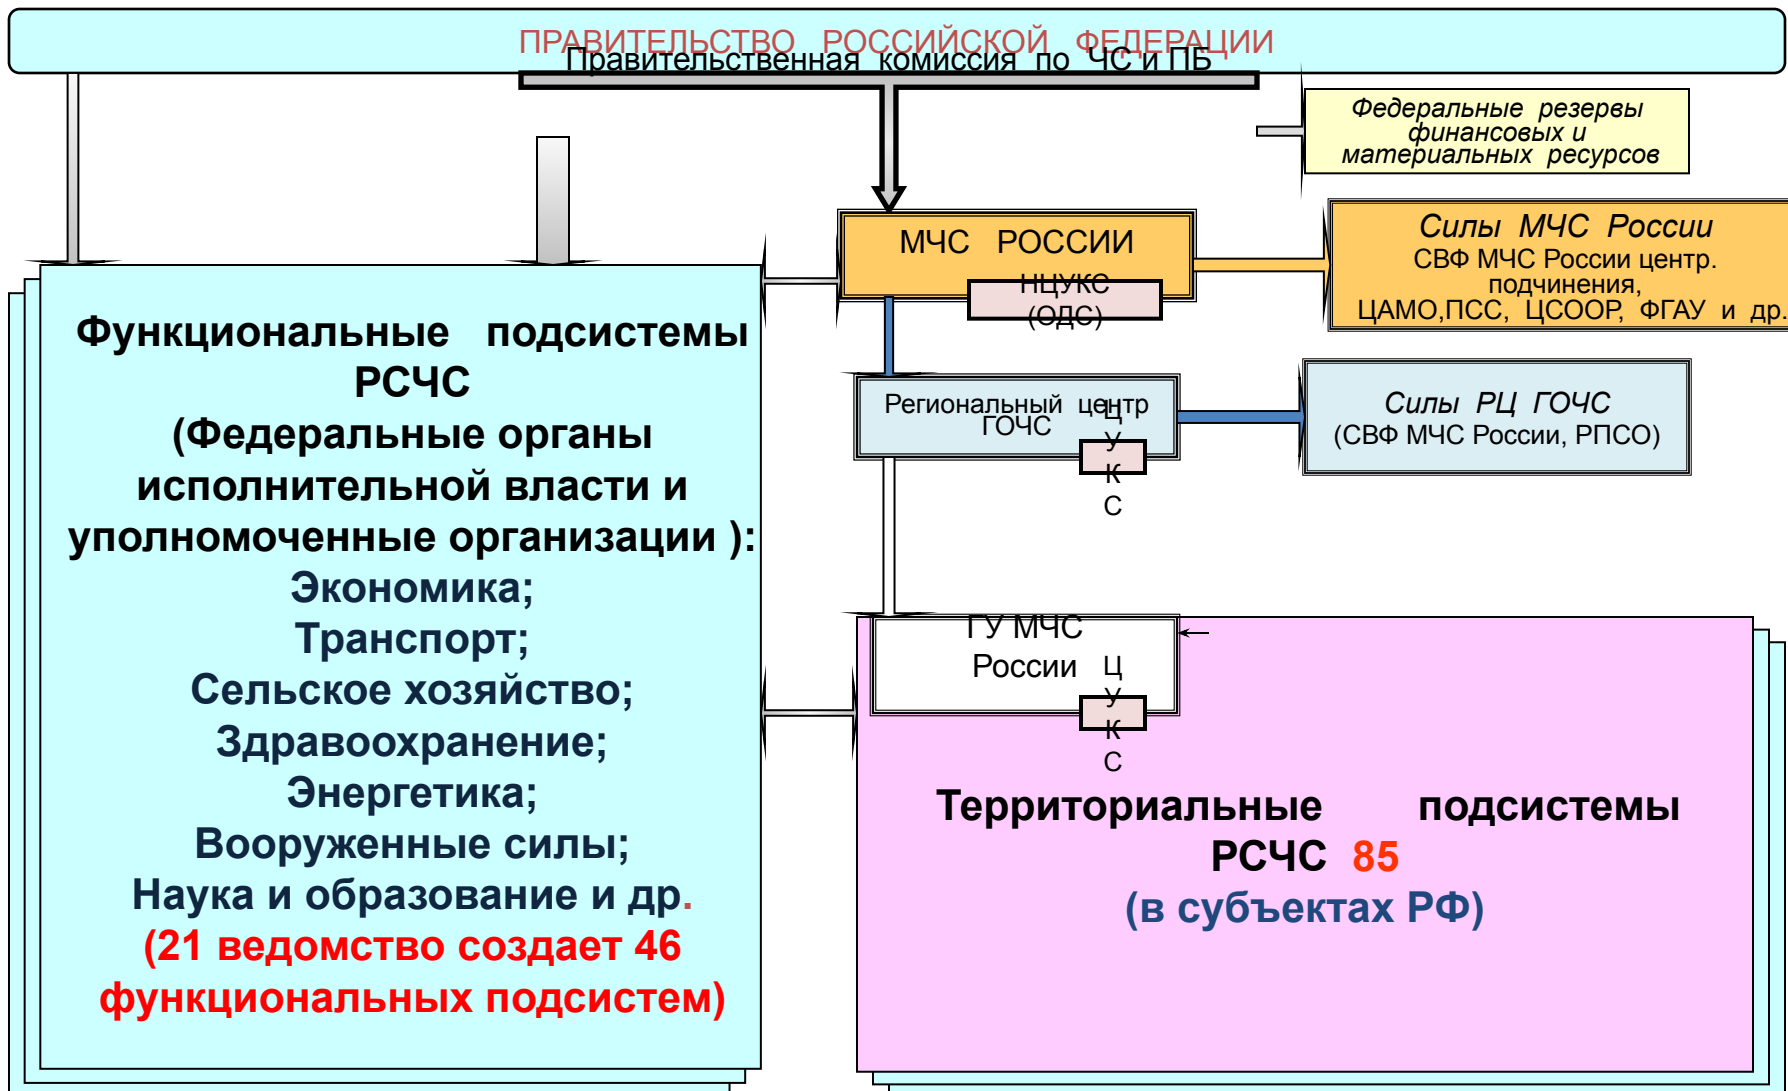 ПРАВИТЕЛЬСТВО РОССИЙСКОЙ ФЕДЕРАЦИИ
Правительственная комиссия по ЧС и ПБ
Федеральные резервы
финансовых и
материальных ресурсов
МЧС РОССИИ
НЦУКС
(ОДС)
Силы МЧС России
СВФ МЧС России центр.
подчинения,
ЦАМО,ПСС, ЦСООР, ФГАУ и др.
Региональный центр
ГОЧС
Ц
У
К
С
Силы РЦ ГОЧС
(СВФ МЧС России, РПСО)
Функциональные подсистемы
РСЧС
(Федеральные органы
исполнительной власти и
уполномоченные организации ):
Экономика;
Транспорт;
Сельское хозяйство;
Здравоохранение;
Энергетика;
Вооруженные силы;
Наука и образование и др.
(21 ведомство создает 46
функциональных подсистем)
ГУ МЧС
России
Ц
У
К
С
Территориальные подсистемы
РСЧС 85
(в субъектах РФ)